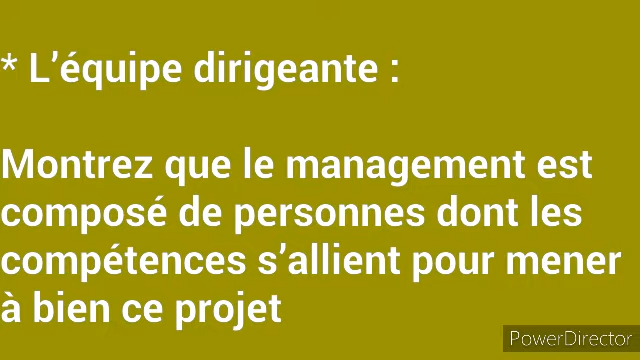 * L’équipe dirigeante :
Montrez que le management est
composé de personnes dont les
compétences s’allient pour mener
à bien ce projet
PowerDirector